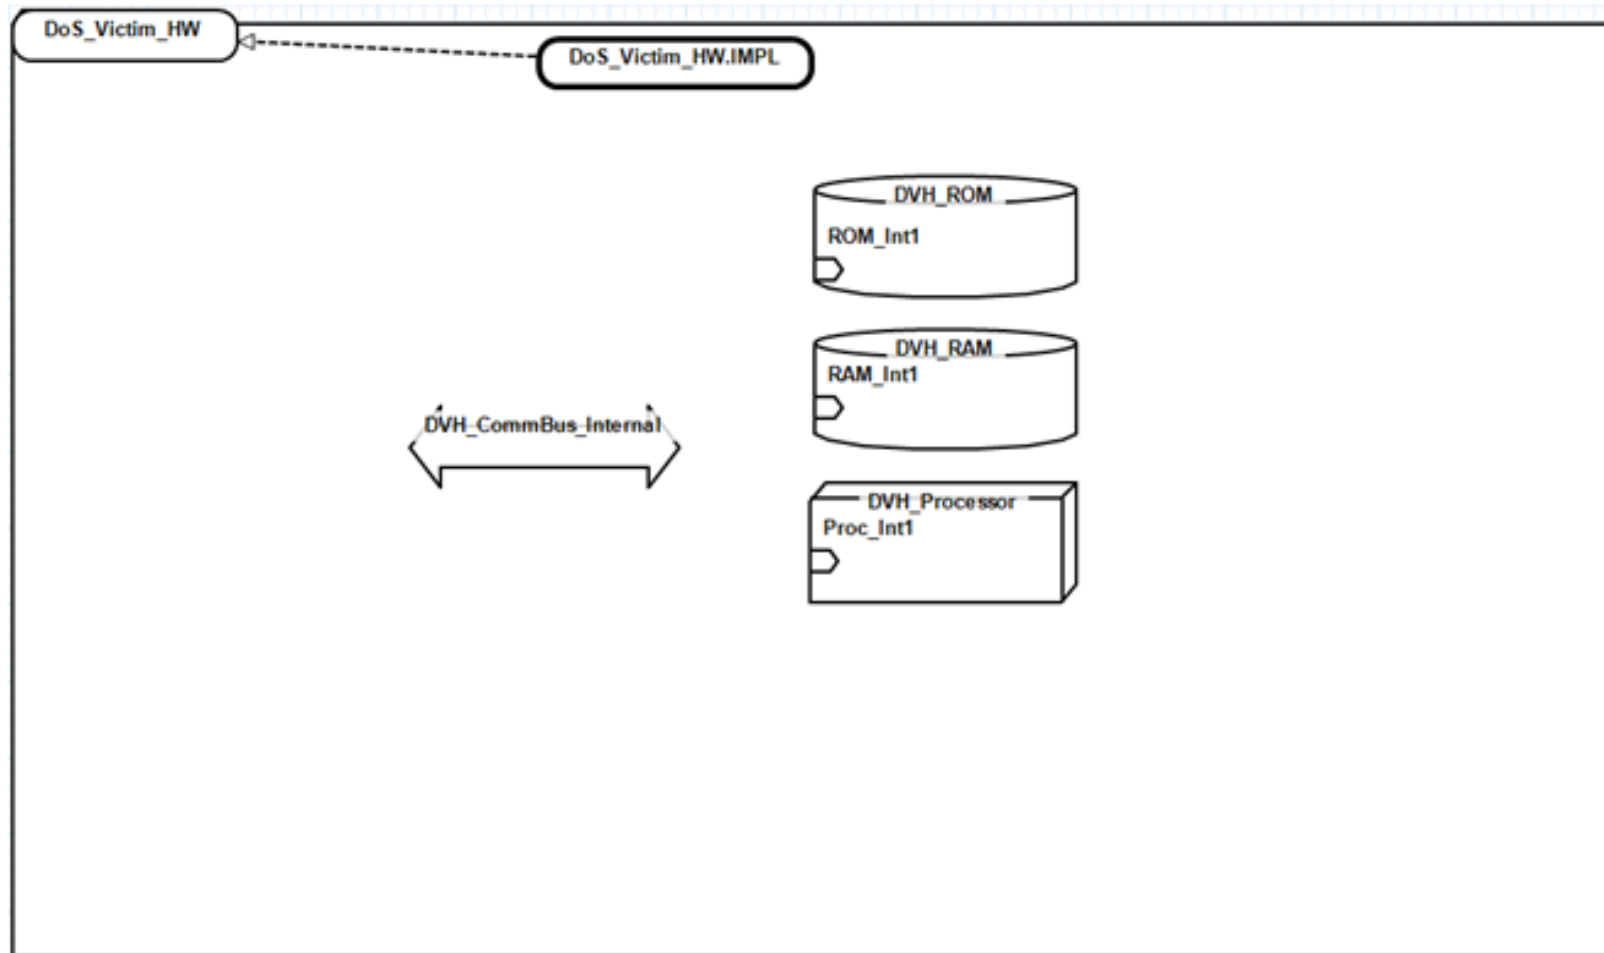 DoS_Victim_HW
DoS_Victim_HW.IMPL
DVH_ROM
ROM_Int1
DVH_RAM
RAM_Int1
DVH_CommBus_Internal
DVH_Processor
Proc_Int1